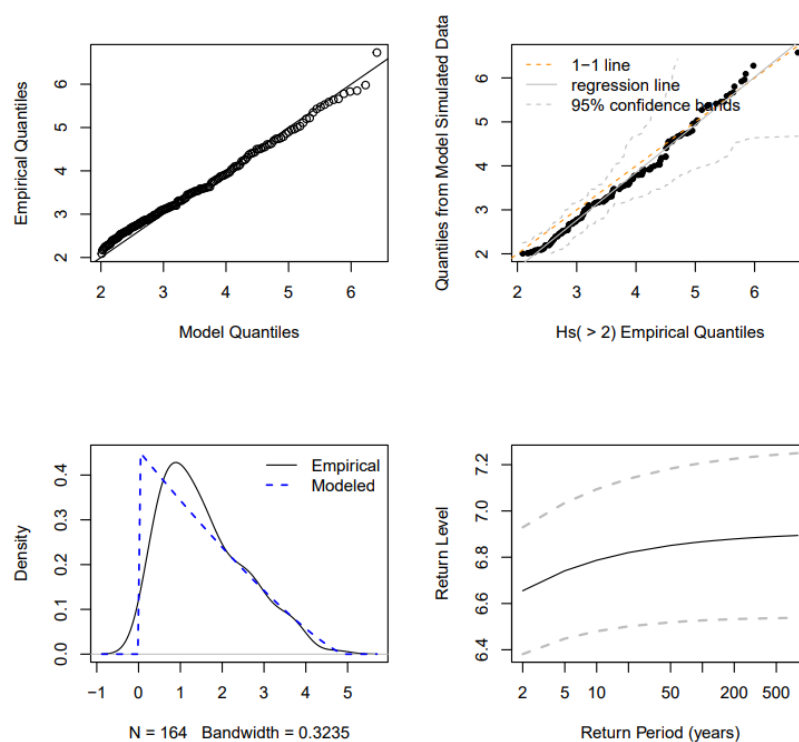 Empirical Quantiles
6
5
4
3
2
2 3 4 5 6
Model Quantiles
Quantiles from Model Simulated Data
6
5
4
3
2
1−1 line
regression line
95% confidence bands
2 3 4 5 6
Hs( > 2) Empirical Quantiles
Density
0.4
0.3
0.2
0.1
0.0
Empirical
Modeled
−1 0 1 2 3 4 5
N = 164 Bandwidth = 0.3235
Return Level
7.2
7.0
6.8
6.6
6.4
2 5 10 50 200 500
Return Period (years)